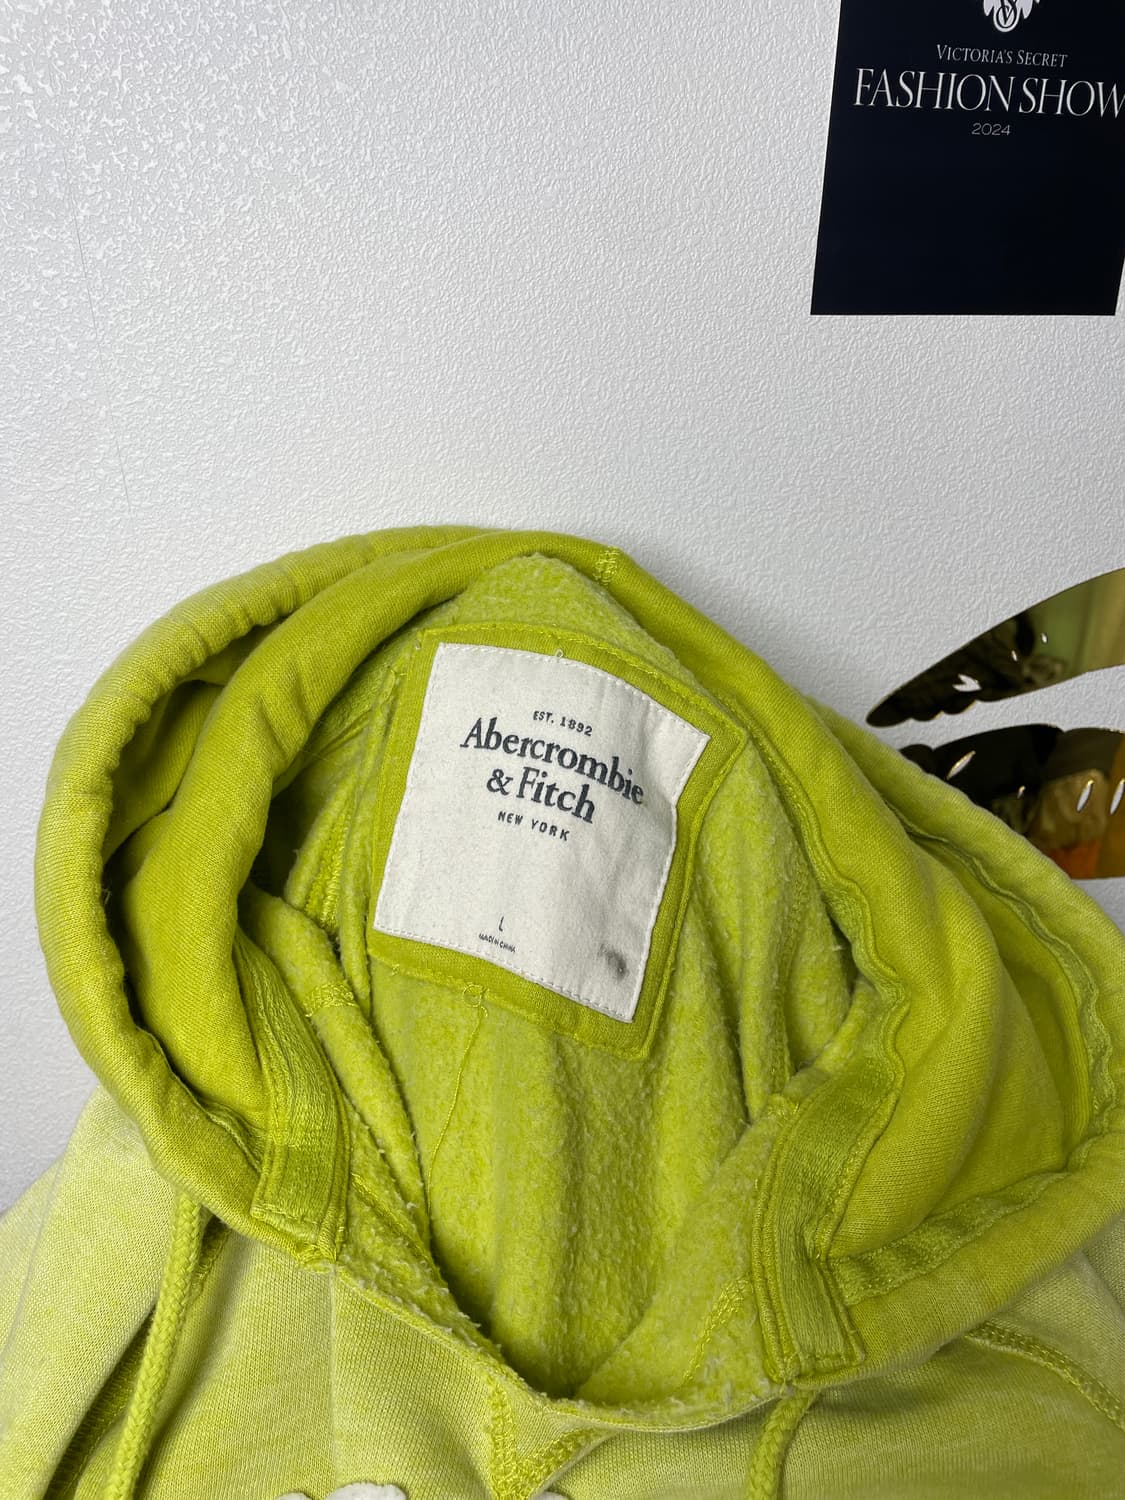 VICTORIA'S SECRET
FASHION SHOW
2024
EST. 1892
Abercrombie
& Fitch
NEW YORK
L
MADE IN CHINA